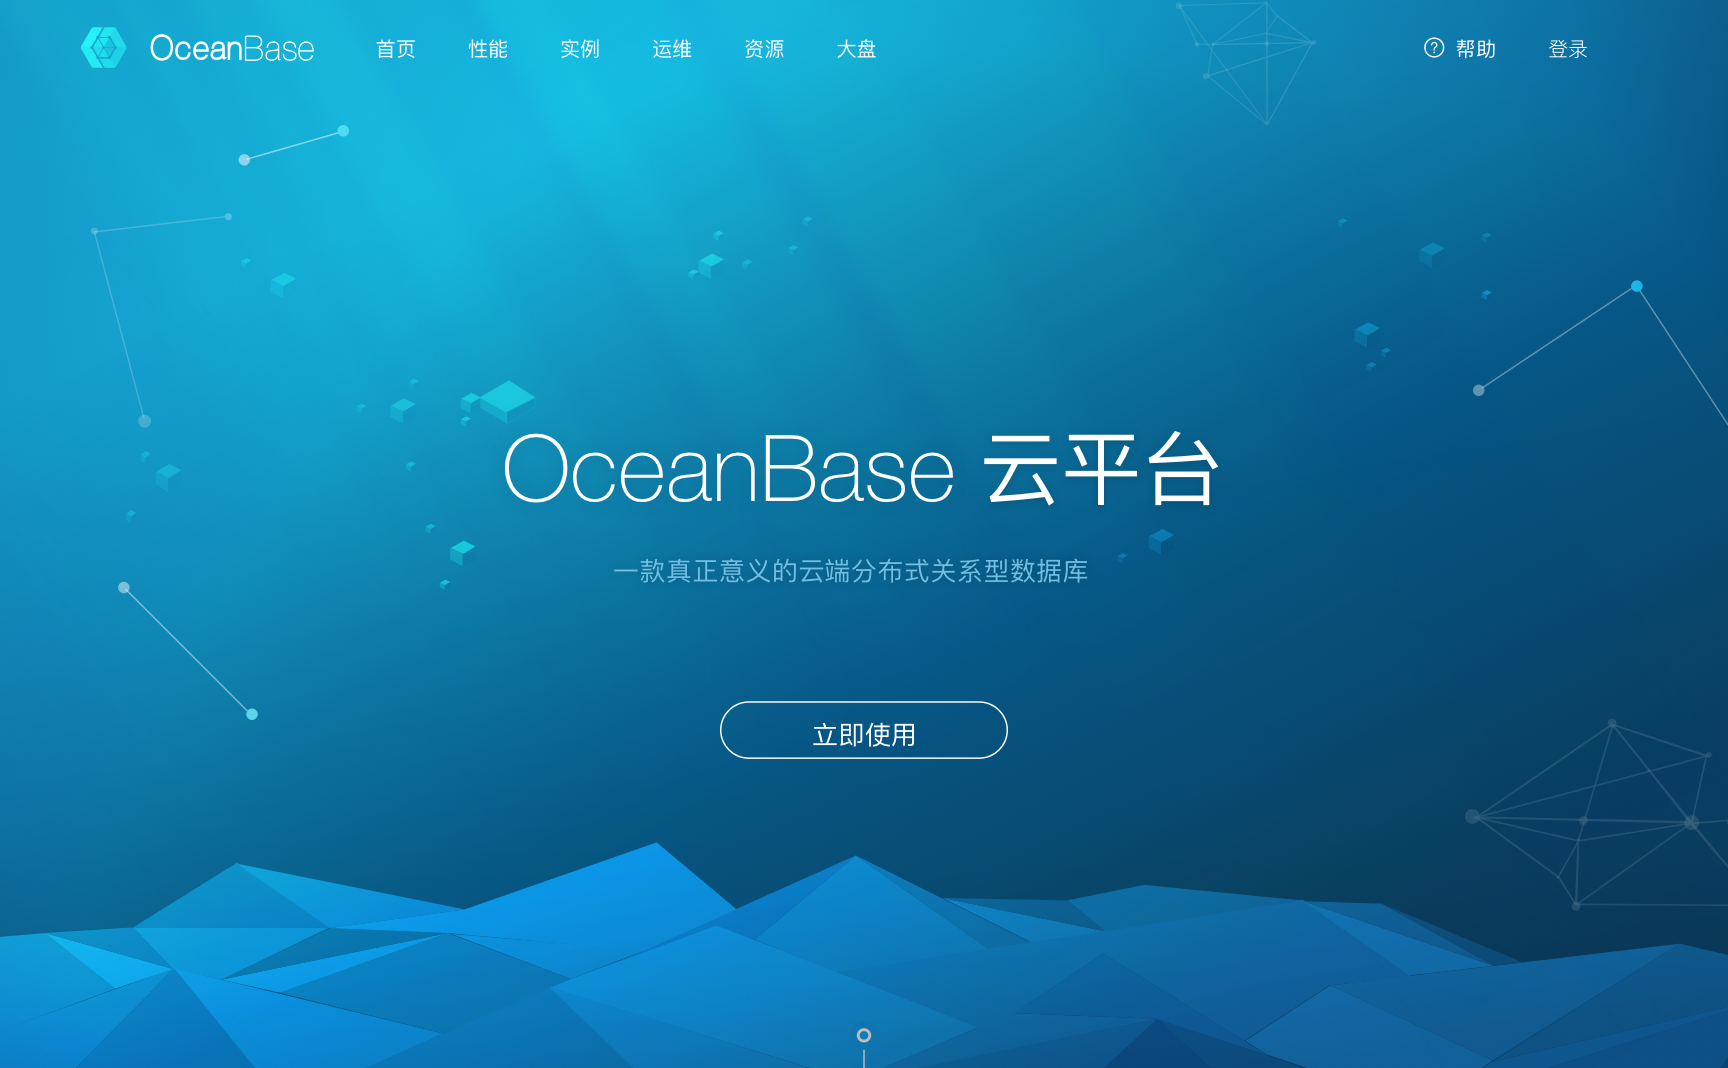 OceanBase 首页 性能 实例 运维 资源 大盘 帮助 登录
OceanBase 云平台
一款真正意义的云端分布式关系型数据库
立即使用